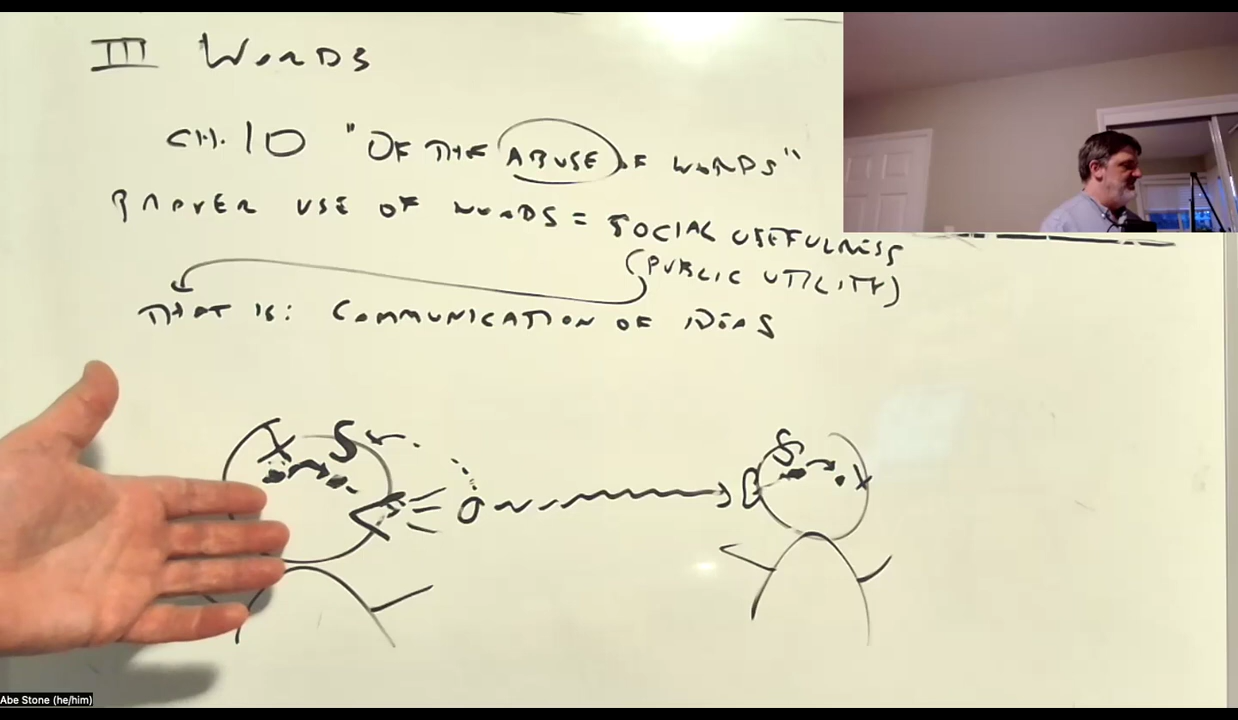 III WORDS
CH. 10 "OF THE ABUSE OF WORDS"
PROPER USE OF WORDS = SOCIAL USEFULNESS
(PUBLIC UTILITY)
THAT IS: COMMUNICATION OF IDEAS
X S
S X
Abe Stone (he/him)